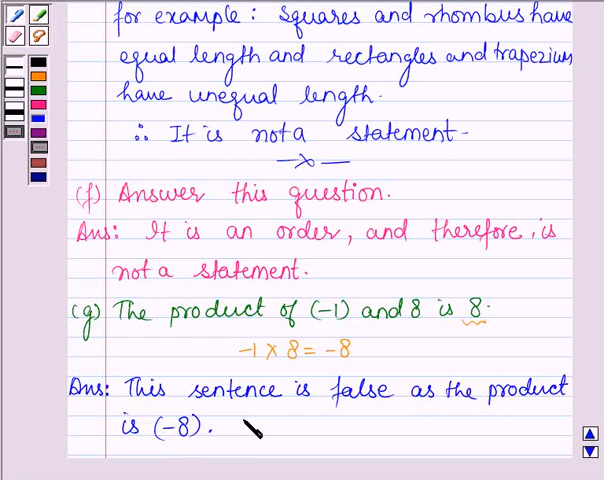 for example: Squares and rhombus have
equal length and rectangles and trapezium
have unequal length.
∴ It is not a statement.
—x—
(f) Answer this question.
Ans: It is an order, and therefore, is
not a statement.
(g) The product of (-1) and 8 is 8.
-1 × 8 = -8
Ans: This sentence is false as the product
is (-8).